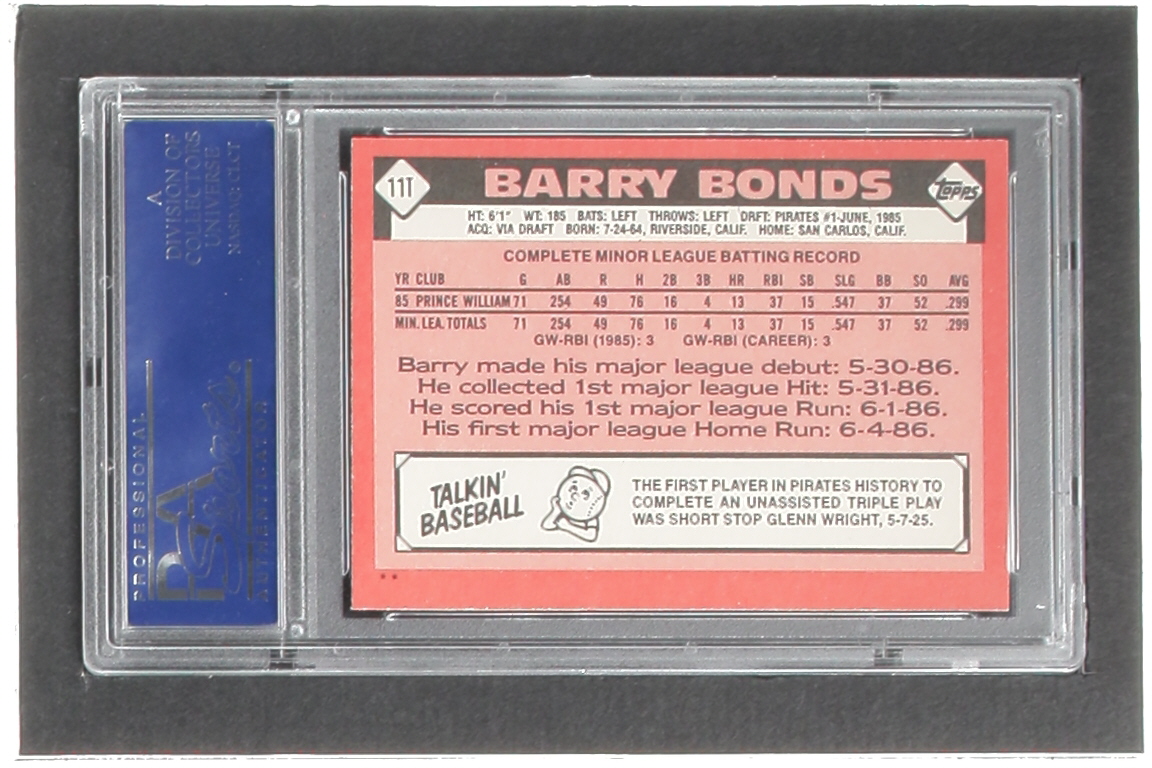 A
DIVISION OF
COLLECTORS
UNIVERSE
NASDAQ: CLCT
PROFESSIONAL
PSA
Sports
AUTHENTICATOR
11T
BARRY BONDS
TOPPS
HT: 6'1" WT: 185 BATS: LEFT THROWS: LEFT DRFT: PIRATES #1-JUNE, 1985
ACQ: VIA DRAFT BORN: 7-24-64, RIVERSIDE, CALIF. HOME: SAN CARLOS, CALIF.
COMPLETE MINOR LEAGUE BATTING RECORD
YR CLUB G AB R H 2B 3B HR RBI SB SLG BB SO AVG
85 PRINCE WILLIAM 71 254 49 76 16 4 13 37 15 .547 37 52 .299
MIN. LEA. TOTALS 71 254 49 76 16 4 13 37 15 .547 37 52 .299
GW-RBI (1985): 3 GW-RBI (CAREER): 3
Barry made his major league debut: 5-30-86.
He collected 1st major league Hit: 5-31-86.
He scored his 1st major league Run: 6-1-86.
His first major league Home Run: 6-4-86.
TALKIN'
BASEBALL
THE FIRST PLAYER IN PIRATES HISTORY TO
COMPLETE AN UNASSISTED TRIPLE PLAY
WAS SHORT STOP GLENN WRIGHT, 5-7-25.
**